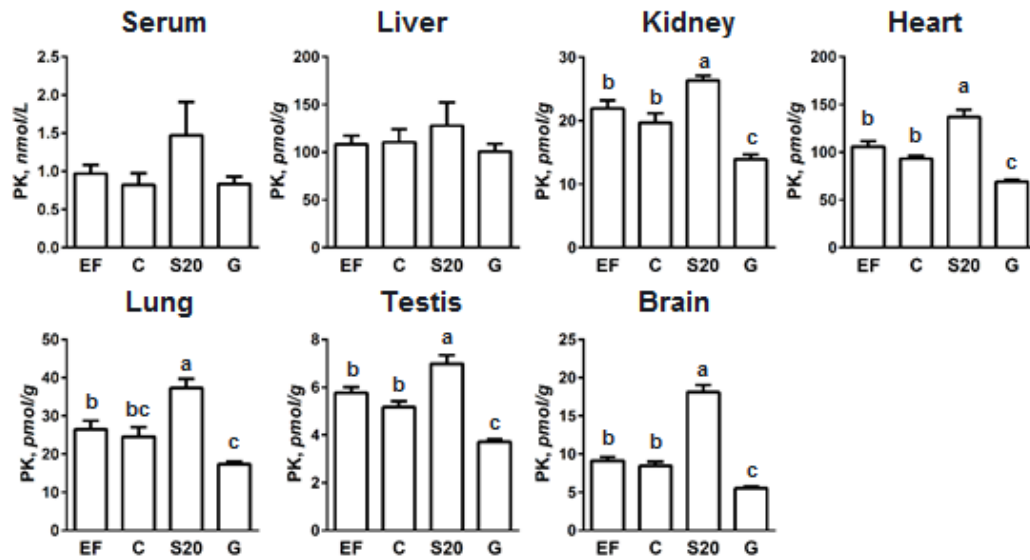 Serum
PK, nmol/L
2.5
2.0
1.5
1.0
0.5
0.0
EF C S20 G
Liver
PK, pmol/g
200
150
100
50
0
EF C S20 G
Kidney
PK, pmol/g
30
20
10
0
b b a c
EF C S20 G
Heart
PK, pmol/g
200
150
100
50
0
b b a c
EF C S20 G
Lung
PK, pmol/g
50
40
30
20
10
0
b bc a c
EF C S20 G
Testis
PK, pmol/g
8
6
4
2
0
b b a c
EF C S20 G
Brain
PK, pmol/g
25
20
15
10
5
0
b b a c
EF C S20 G